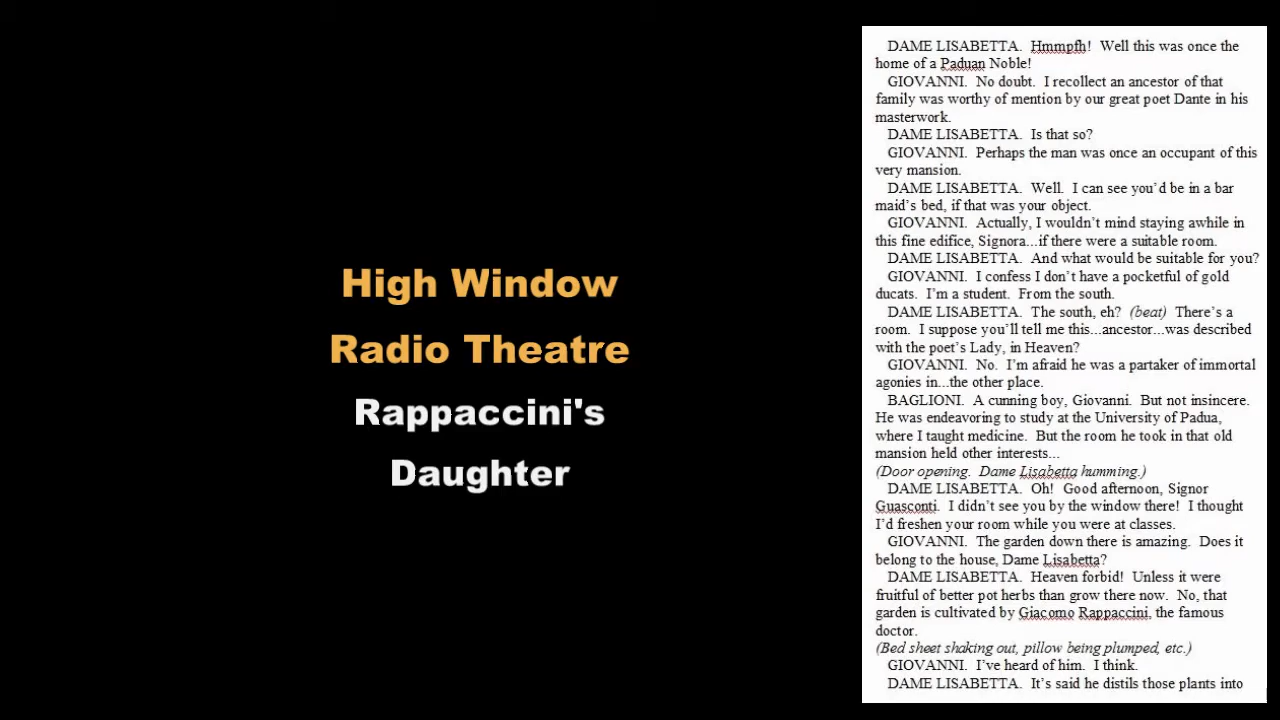 High Window
Radio Theatre
Rappaccini's
Daughter
DAME LISABETTA.  Hmmpfh!  Well this was once the
home of a Paduan Noble!
GIOVANNI.  No doubt.  I recollect an ancestor of that
family was worthy of mention by our great poet Dante in his
masterwork.
DAME LISABETTA.  Is that so?
GIOVANNI.  Perhaps the man was once an occupant of this
very mansion.
DAME LISABETTA.  Well.  I can see you’d be in a bar
maid’s bed, if that was your object.
GIOVANNI.  Actually, I wouldn’t mind staying awhile in
this fine edifice, Signora...if there were a suitable room.
DAME LISABETTA.  And what would be suitable for you?
GIOVANNI.  I confess I don’t have a pocketful of gold
ducats.  I’m a student.  From the south.
DAME LISABETTA.  The south, eh?  (beat)  There’s a
room.  I suppose you’ll tell me this...ancestor...was described
with the poet’s Lady, in Heaven?
GIOVANNI.  No.  I’m afraid he was a partaker of immortal
agonies in...the other place.
BAGLIONI.  A cunning boy, Giovanni.  But not insincere.
He was endeavoring to study at the University of Padua,
where I taught medicine.  But the room he took in that old
mansion held other interests...
(Door opening.  Dame Lisabetta humming.)
DAME LISABETTA.  Oh!  Good afternoon, Signor
Guasconti.  I didn’t see you by the window there!  I thought
I’d freshen your room while you were at classes.
GIOVANNI.  The garden down there is amazing.  Does it
belong to the house, Dame Lisabetta?
DAME LISABETTA.  Heaven forbid!  Unless it were
fruitful of better pot herbs than grow there now.  No, that
garden is cultivated by Giacomo Rappaccini, the famous
doctor.
(Bed sheet shaking out, pillow being plumped, etc.)
GIOVANNI.  I’ve heard of him.  I think.
DAME LISABETTA.  It’s said he distils those plants into